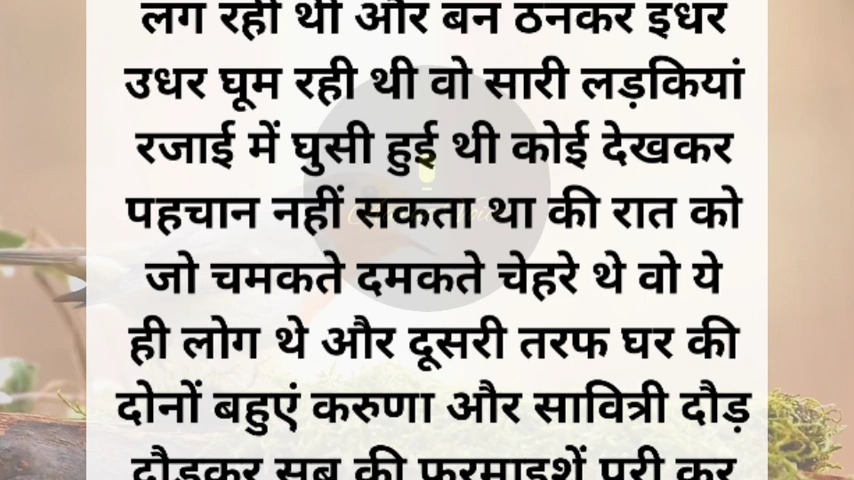 लग रही थी और बन ठनकर इधर
उधर घूम रही थी वो सारी लड़कियां
रजाई में घुसी हुई थी कोई देखकर
पहचान नहीं सकता था की रात को
जो चमकते दमकते चेहरे थे वो ये
ही लोग थे और दूसरी तरफ घर की
दोनों बहुएं करुणा और सावित्री दौड़
दौड़कर सब की फरमाइशें पूरी कर